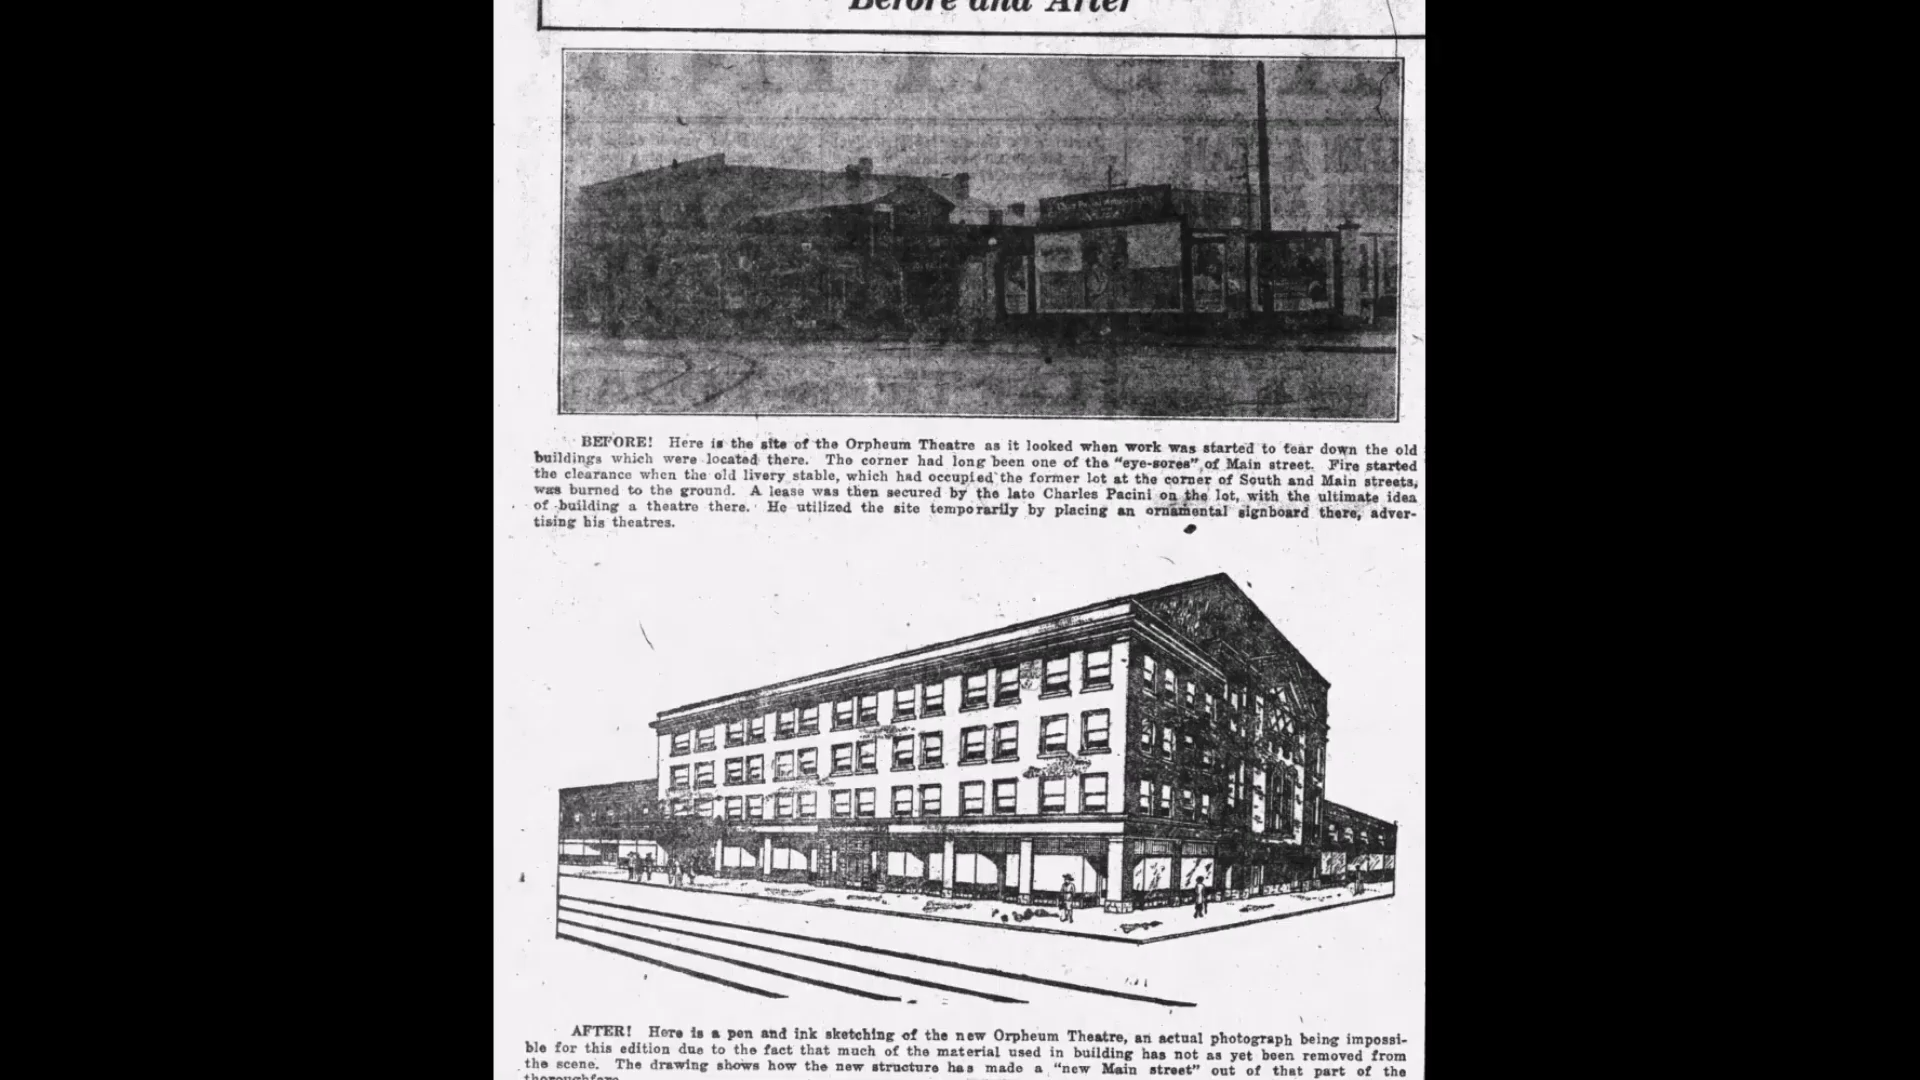 Before and After
BEFORE! Here is the site of the Orpheum Theatre as it looked when work was started to tear down the old
buildings which were located there. The corner had long been one of the "eye-sores" of Main street. Fire started
the clearance when the old livery stable, which had occupied the former lot at the corner of South and Main streets,
was burned to the ground. A lease was then secured by the late Charles Pacini on the lot, with the ultimate idea
of building a theatre there. He utilized the site temporarily by placing an ornamental signboard there, adver-
tising his theatres.
AFTER! Here is a pen and ink sketching of the new Orpheum Theatre, an actual photograph being impossi-
ble for this edition due to the fact that much of the material used in building has not as yet been removed from
the scene. The drawing shows how the new structure has made a "new Main street" out of that part of the
thoroughfare.